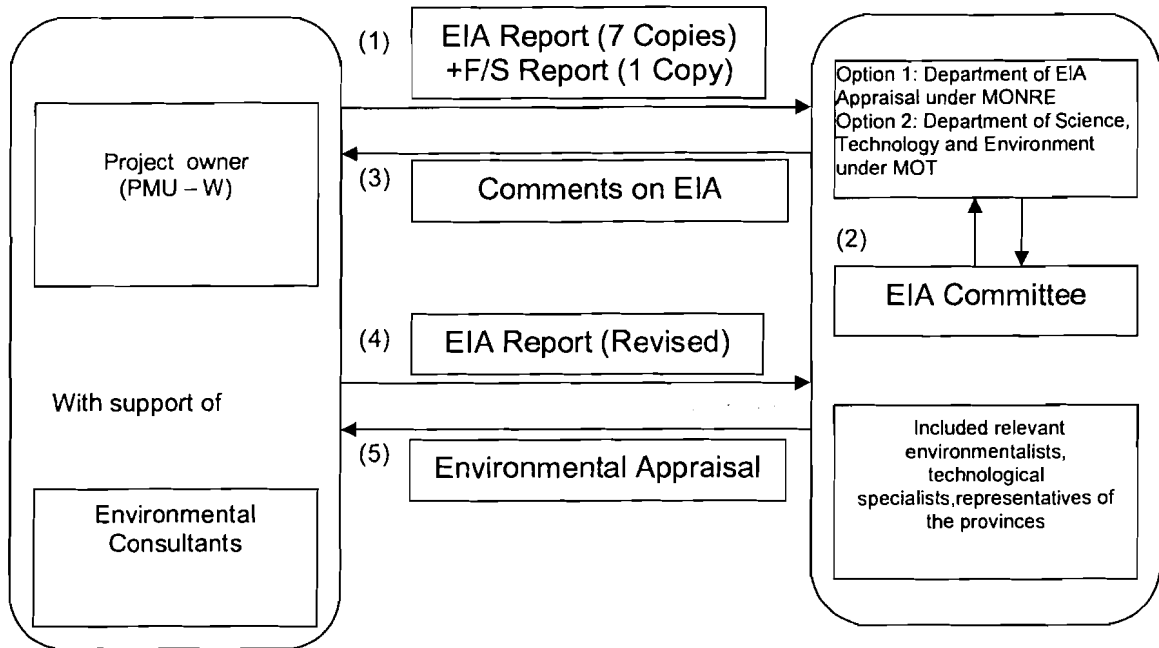 (1)
EIA Report (7 Copies)
+F/S Report (1 Copy)
Option 1: Department of EIA
Appraisal under MONRE
Option 2: Department of Science,
Technology and Environment
under MOT
Project owner
(PMU – W)
(3)
Comments on EIA
(2)
EIA Committee
(4)
EIA Report (Revised)
With support of
(5)
Environmental Appraisal
Included relevant
environmentalists,
technological
specialists,representatives of
the provinces
Environmental
Consultants